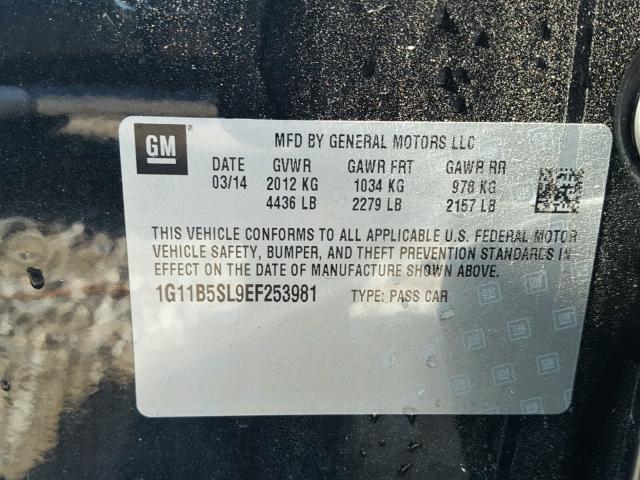 GM ®
MFD BY GENERAL MOTORS LLC
DATE GVWR GAWR FRT GAWR RR
03/14 2012 KG 1034 KG 978 KG
4436 LB 2279 LB 2157 LB
THIS VEHICLE CONFORMS TO ALL APPLICABLE U.S. FEDERAL MOTOR
VEHICLE SAFETY, BUMPER, AND THEFT PREVENTION STANDARDS IN
EFFECT ON THE DATE OF MANUFACTURE SHOWN ABOVE.
1G11B5SL9EF253981 TYPE: PASS CAR